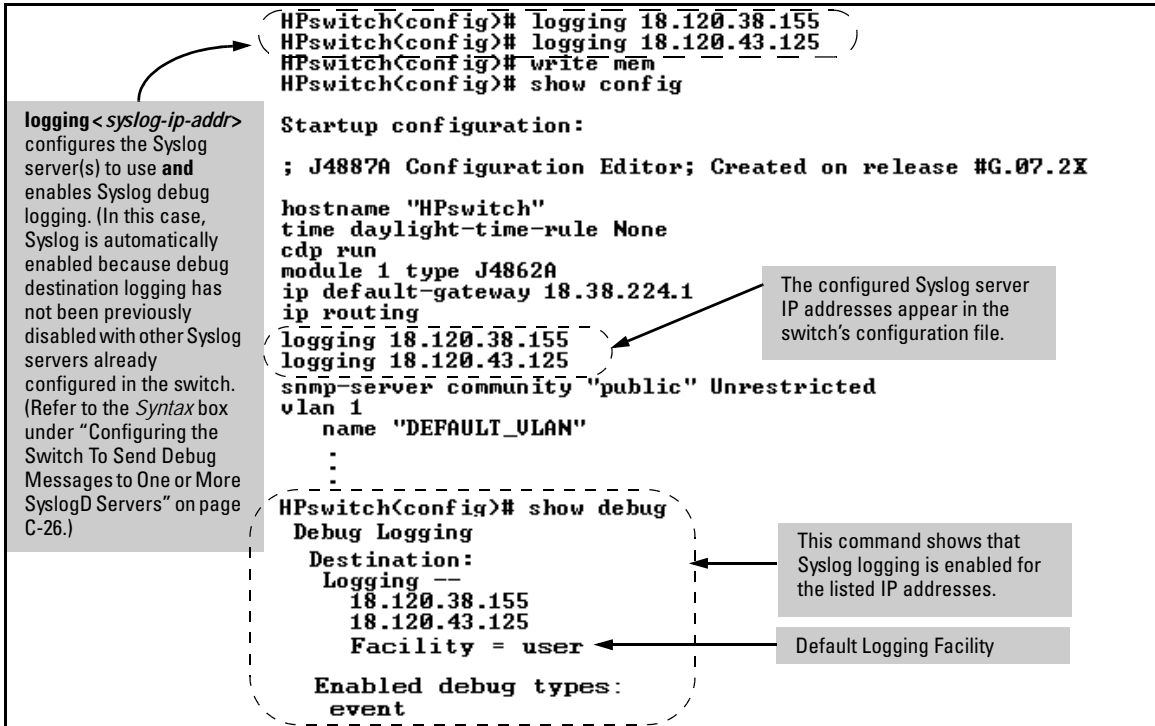 HPswitch(config)# logging 18.120.38.155
HPswitch(config)# logging 18.120.43.125
HPswitch(config)# write mem
HPswitch(config)# show config
logging < syslog-ip-addr>
configures the Syslog
server(s) to use and
enables Syslog debug
logging. (In this case,
Syslog is automatically
enabled because debug
destination logging has
not been previously
disabled with other Syslog
servers already
configured in the switch.
(Refer to the Syntax box
under “Configuring the
Switch To Send Debug
Messages to One or More
SyslogD Servers” on page
C-26.)
Startup configuration:
; J4887A Configuration Editor; Created on release #G.07.2X
hostname "HPswitch"
time daylight-time-rule None
cdp run
module 1 type J4862A
ip default-gateway 18.38.224.1
ip routing
logging 18.120.38.155
logging 18.120.43.125
snmp-server community "public" Unrestricted
vlan 1
name "DEFAULT_VLAN"
:
:
The configured Syslog server
IP addresses appear in the
switch’s configuration file.
HPswitch(config)# show debug
Debug Logging
Destination:
Logging --
18.120.38.155
18.120.43.125
Facility = user
Enabled debug types:
event
This command shows that
Syslog logging is enabled for
the listed IP addresses.
Default Logging Facility